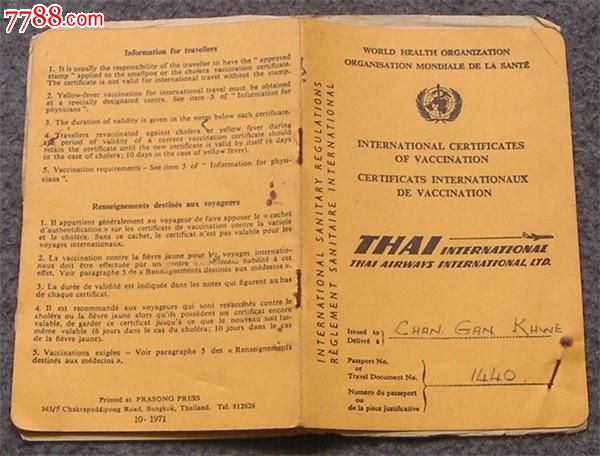 7788.com
Information for travellers
1. It is usually the responsibility of the traveller to have the “ approved
stamp ” applied to the smallpox or the cholera vaccination certificate.
The certificate is not valid for international travel without the stamp.
2. Yellow-fever vaccination for international travel must be obtained
at a specially designated centre. See item 5 of “ Information for
physicians ”.
3. The duration of validity is given in the notes below each certificate.
4. Travellers revaccinated against cholera or yellow fever during
the period of validity of a current vaccination certificate should
retain the certificate until the new certificate is valid by itself (6 days
in the case of cholera; 10 days in the case of yellow fever).
5. Vaccination requirements — See item 5 of “ Information for physi-
cians ”.
Renseignements destinés aux voyageurs
1. Il appartient généralement au voyageur de faire apposer le « cachet
d'authentification » sur les certificats de vaccination contre la variole
et le choléra. Sans ce cachet, le certificat n'est pas valable pour les
voyages internationaux.
2. La vaccination contre la fièvre jaune pour les voyages internatio-
naux doit être effectuée par un centre spécialement habilité à cet
effet. Voir paragraphe 5 de « Renseignements destinés aux médecins ».
3. La durée de validité est indiquée dans les notes qui figurent au bas
de chaque certificat.
4. Il est recommandé aux voyageurs qui sont revaccinés contre le
choléra ou la fièvre jaune alors qu'ils possèdent un certificat encore
valable, de garder ce certificat jusqu'à ce que le nouveau soit lui-
même valable (6 jours dans le cas du choléra; 10 jours dans le cas
de la fièvre jaune).
5. Vaccinations exigées — Voir paragraphe 5 des « Renseignements
destinés aux médecins ».
Printed at PRASONG PRESS
363/5 Chakrapaddipong Road, Bangkok, Thailand. Tel. 812626
10 - 1971
INTERNATIONAL SANITARY REGULATIONS
RÈGLEMENT SANITAIRE INTERNATIONAL
WORLD HEALTH ORGANIZATION
ORGANISATION MONDIALE DE LA SANTÉ
INTERNATIONAL CERTIFICATES
OF VACCINATION
CERTIFICATS INTERNATIONAUX
DE VACCINATION
THAI INTERNATIONAL
THAI AIRWAYS INTERNATIONAL, LTD.
Issued to
Délivré à
CHAN GAN KHWE
Passport No.
or
Travel Document No.
1440
Numéro du passeport
ou
de la pièce justificative